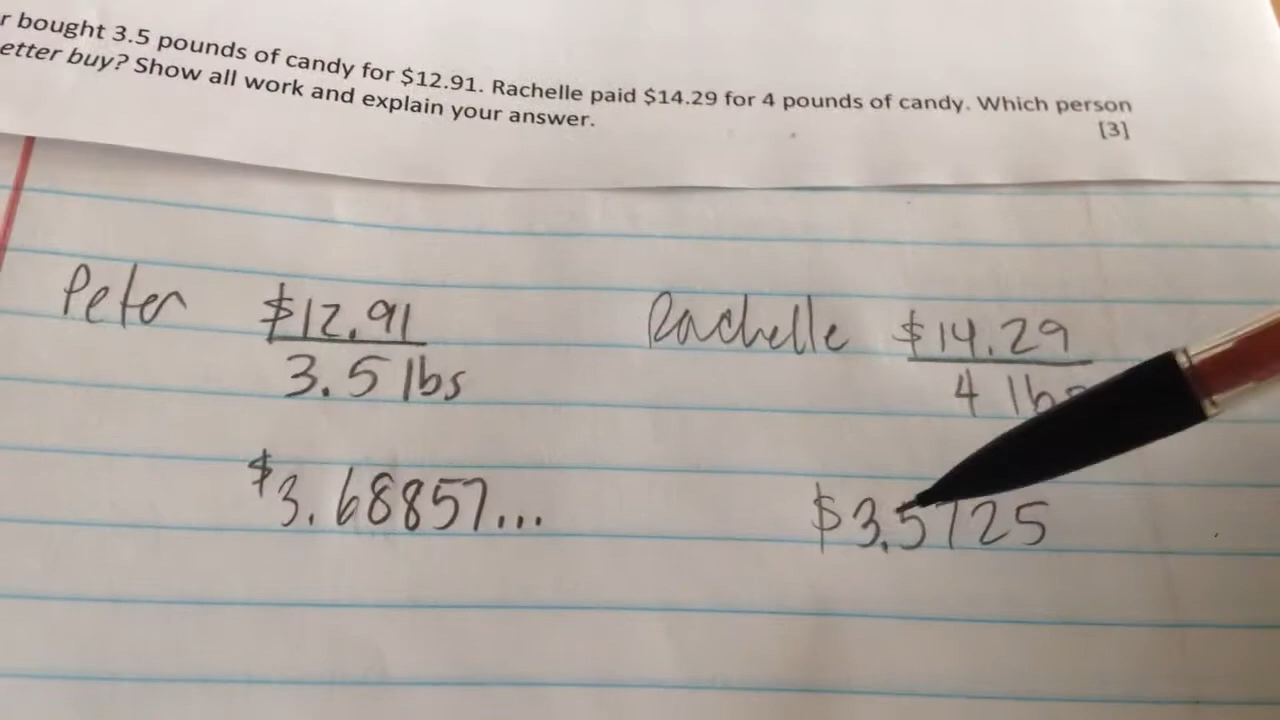 r bought 3.5 pounds of candy for $12.91. Rachelle paid $14.29 for 4 pounds of candy. Which person
etter buy? Show all work and explain your answer.
[3]
Peter $12.91 Rachelle $14.29
3.5 lbs 4 lbs
$3.68857... $3.5725